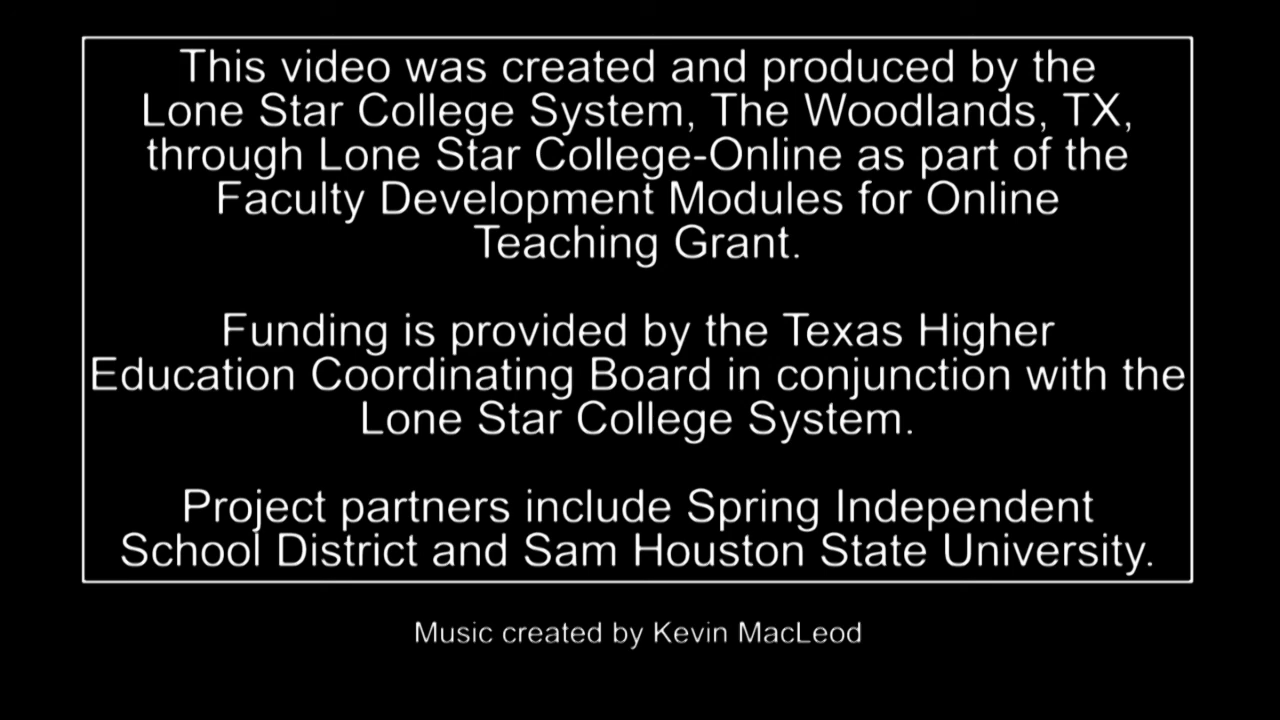 This video was created and produced by the
Lone Star College System, The Woodlands, TX,
through Lone Star College-Online as part of the
Faculty Development Modules for Online
Teaching Grant.
Funding is provided by the Texas Higher
Education Coordinating Board in conjunction with the
Lone Star College System.
Project partners include Spring Independent
School District and Sam Houston State University.
Music created by Kevin MacLeod